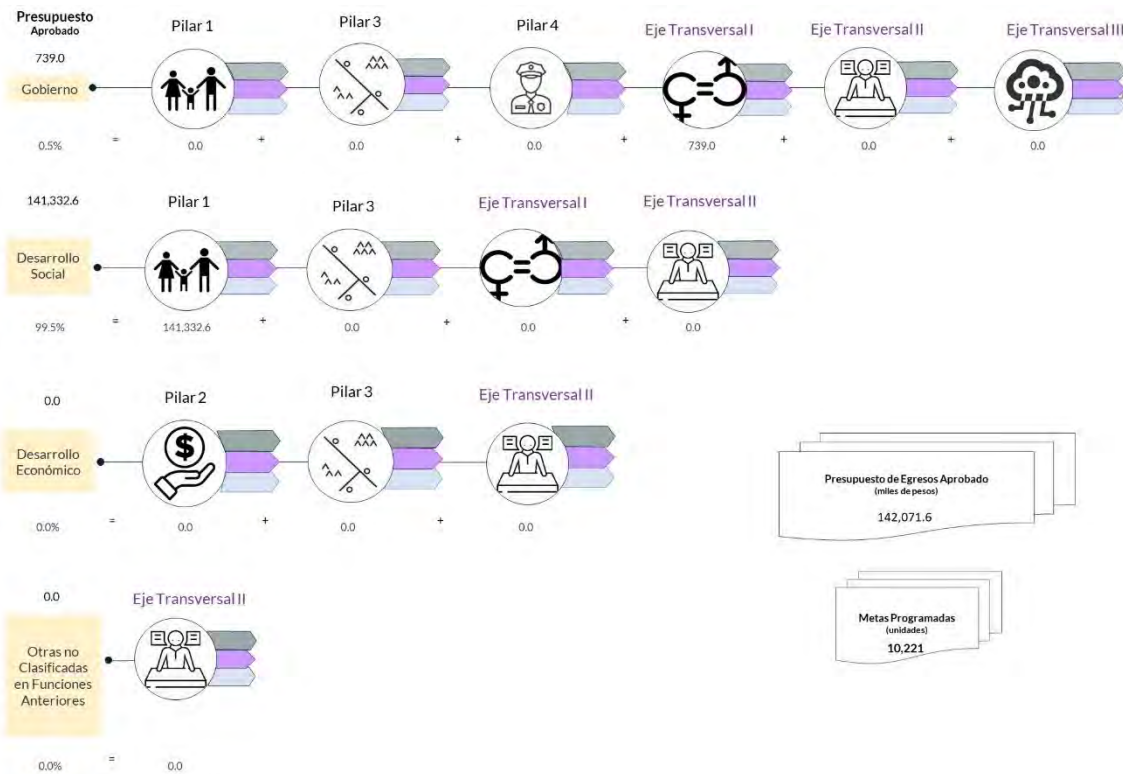 Presupuesto
Aprobado
Pilar 1
Pilar 3
Pilar 4
Eje Transversal I
Eje Transversal II
Eje Transversal III
739.0
Gobierno
$
0.5%
=
0.0
+
0.0
+
0.0
+
739.0
+
0.0
+
0.0
141,332.6
Pilar 1
Pilar 3
Eje Transversal I
Eje Transversal II
Desarrollo
Social
99.5%
=
141,332.6
+
0.0
+
0.0
+
0.0
0.0
Pilar 2
Pilar 3
Eje Transversal II
Desarrollo
Económico
$
0.0%
=
0.0
+
0.0
+
0.0
Presupuesto de Egresos Aprobado
(miles de pesos)
142,071.6
0.0
Eje Transversal II
Otras no
Clasificadas
en Funciones
Anteriores
0.0%
=
0.0
Metas Programadas
(unidades)
10,221